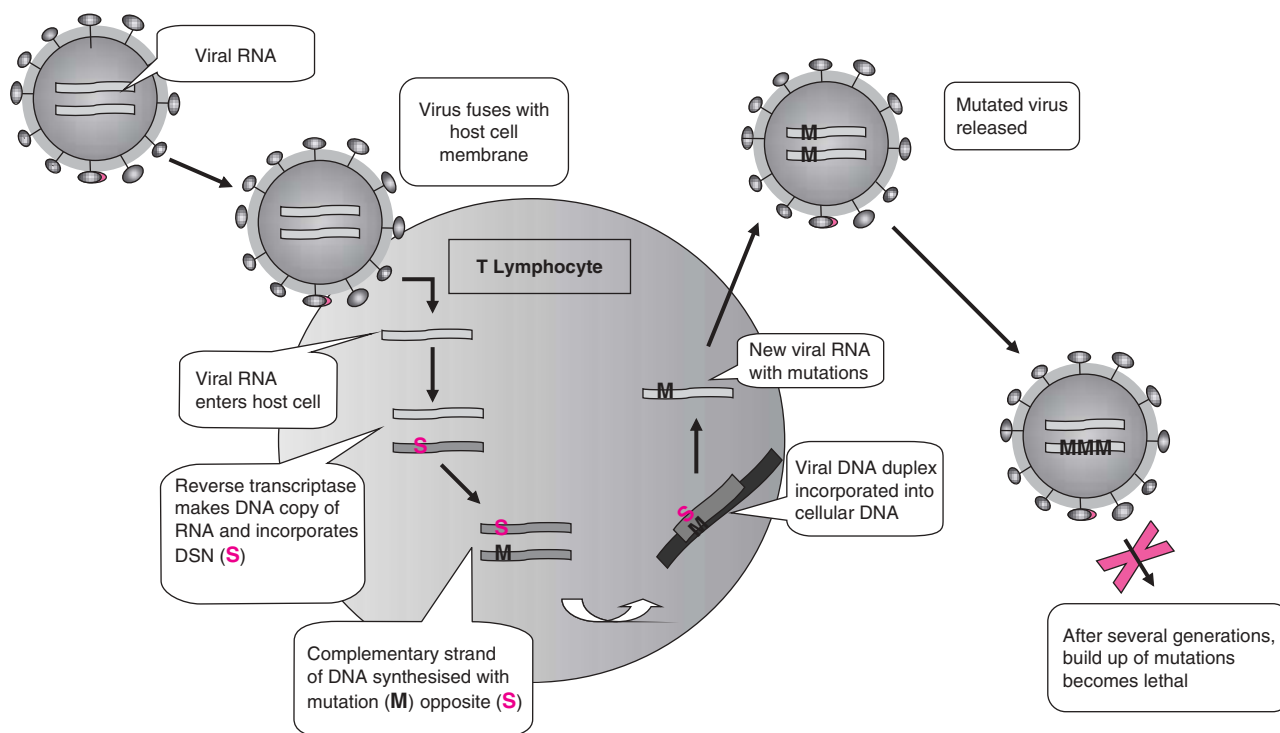 Viral RNA
Virus fuses with
host cell
membrane
T Lymphocyte
Viral RNA
enters host cell
S
Reverse transcriptase
makes DNA copy of
RNA and incorporates
DSN (S)
S
M
Complementary strand
of DNA synthesised with
mutation (M) opposite (S)
S
M
Viral DNA duplex
incorporated into
cellular DNA
M
New viral RNA
with mutations
M
M
Mutated virus
released
MMM
After several generations,
build up of mutations
becomes lethal